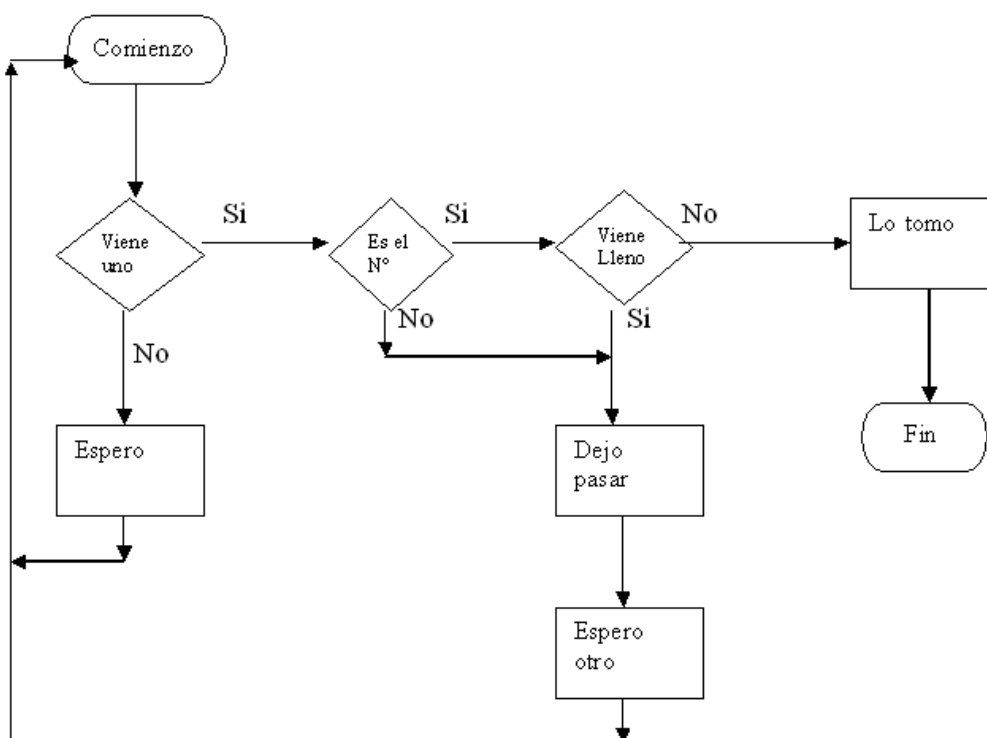 Comienzo
Viene
uno
Si
Es el
Nº
Si
Viene
Lleno
No
Lo tomo
No
No
Si
Espero
Dejo
pasar
Fin
Espero
otro